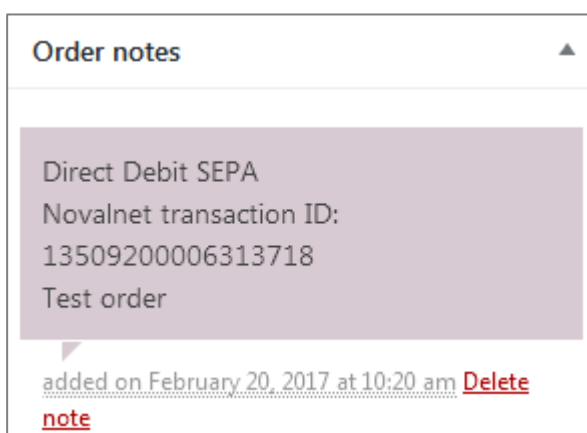 Order notes
Direct Debit SEPA
Novalnet transaction ID:
13509200006313718
Test order
added on February 20, 2017 at 10:20 am Delete
note